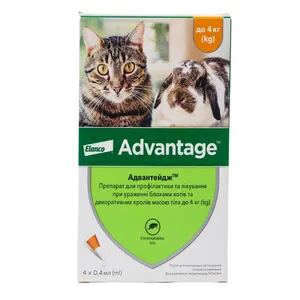 до 4 кг
(kg)
Elanco
Advantage™
Адвантейдж™
Препарат для профілактики та лікування
при ураженні блохами котів та
декоративних кролів масою тіла до 4 кг (kg)
4 x 0,4 мл (ml)